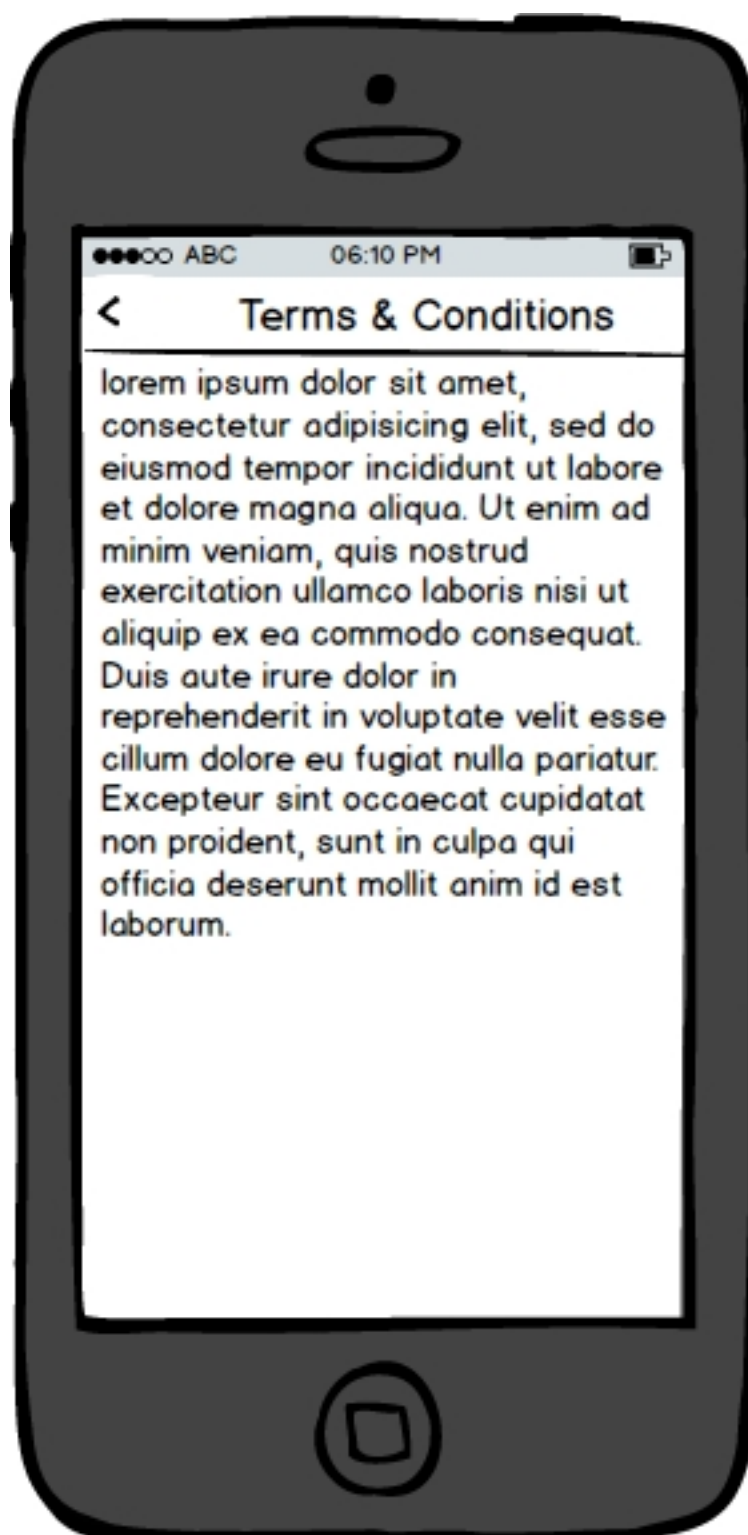 ABC 06:10 PM
< Terms & Conditions
lorem ipsum dolor sit amet,
consectetur adipisicing elit, sed do
eiusmod tempor incididunt ut labore
et dolore magna aliqua. Ut enim ad
minim veniam, quis nostrud
exercitation ullamco laboris nisi ut
aliquip ex ea commodo consequat.
Duis aute irure dolor in
reprehenderit in voluptate velit esse
cillum dolore eu fugiat nulla pariatur.
Excepteur sint occaecat cupidatat
non proident, sunt in culpa qui
officia deserunt mollit anim id est
laborum.